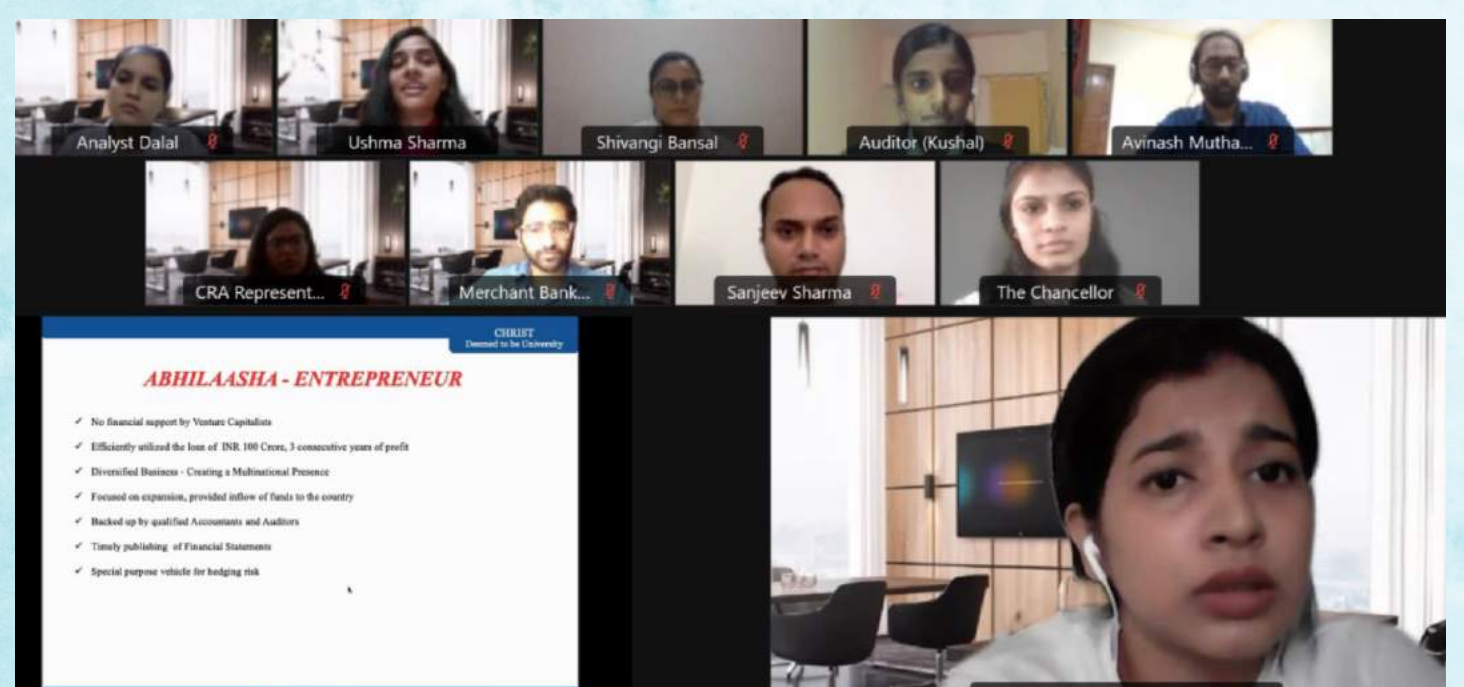 Analyst Dalal
Ushma Sharma
Shivangi Bansal
Auditor (Kushal)
Avinash Mutha...
CRA Represent...
Merchant Bank...
Sanjeev Sharma
The Chancellor
CHRIST
Deemed to be University
ABHILAASHA - ENTREPRENEUR
✓ No financial support by Venture Capitalists
✓ Efficiently utilized the loan of INR 100 Crore, 3 consecutive years of profit
✓ Diversified Business - Creating a Multinational Presence
✓ Focused on expansion, provided inflow of funds to the country
✓ Backed up by qualified Accountants and Auditors
✓ Timely publishing of Financial Statements
✓ Special purpose vehicle for hedging risk